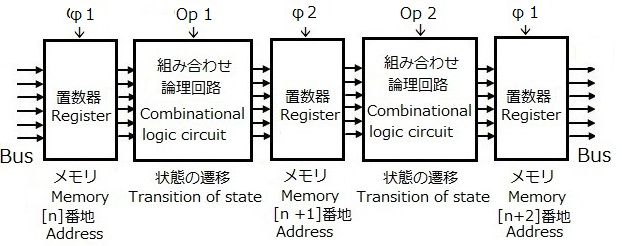 φ1 Op 1 φ2 Op 2 φ1
置数器
Register
組み合わせ
論理回路
Combinational
logic circuit
置数器
Register
組み合わせ
論理回路
Combinational
logic circuit
置数器
Register
Bus
Bus
メモリ
Memory
[n]番地
Address
状態の遷移
Transition of state
メモリ
Memory
[n +1]番地
Address
状態の遷移
Transition of state
メモリ
Memory
[n+2]番地
Address